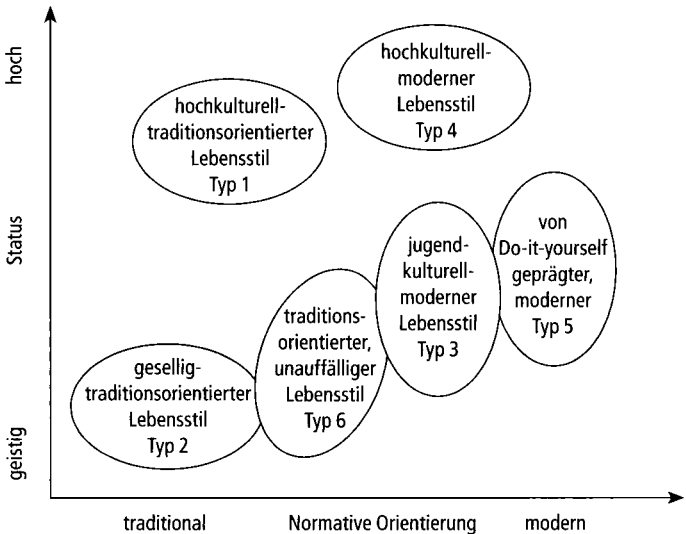 hoch
Status
geistig
hochkulturell-
traditionsorientierter
Lebensstil
Typ 1
hochkulturell-
moderner
Lebensstil
Typ 4
gesellig-
traditionsorientierter
Lebensstil
Typ 2
traditions-
orientierter,
unauffälliger
Lebensstil
Typ 6
jugend-
kulturell-
moderner
Lebensstil
Typ 3
von
Do-it-yourself
geprägter,
moderner
Typ 5
traditional
Normative Orientierung
modern